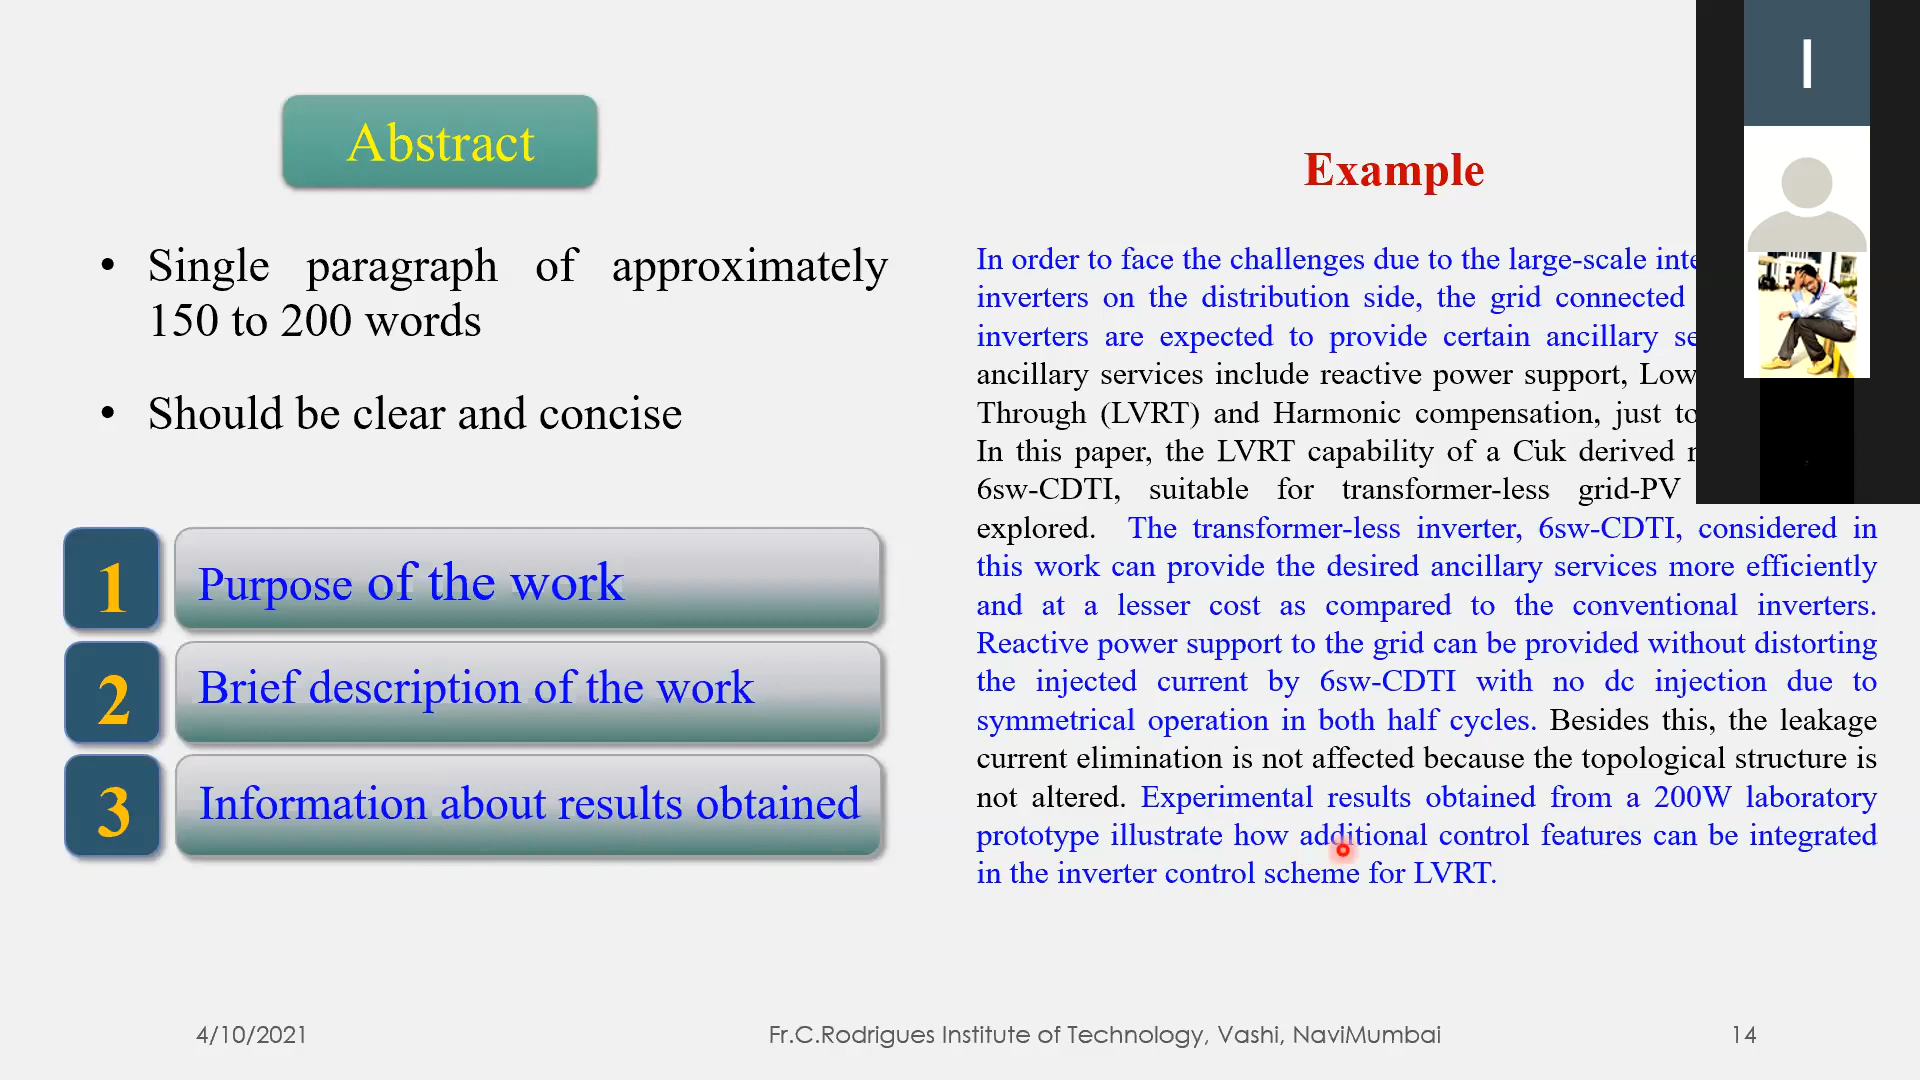 Abstract
• Single paragraph of approximately
150 to 200 words
• Should be clear and concise
1 Purpose of the work
2 Brief description of the work
3 Information about results obtained
Example
In order to face the challenges due to the large-scale
inverters on the distribution side, the grid connected
inverters are expected to provide certain ancillary
ancillary services include reactive power support, Low
Through (LVRT) and Harmonic compensation, just to
In this paper, the LVRT capability of a Cuk derived
6sw-CDTI, suitable for transformer-less grid-PV
explored. The transformer-less inverter, 6sw-CDTI, considered in
this work can provide the desired ancillary services more efficiently
and at a lesser cost as compared to the conventional inverters.
Reactive power support to the grid can be provided without distorting
the injected current by 6sw-CDTI with no dc injection due to
symmetrical operation in both half cycles. Besides this, the leakage
current elimination is not affected because the topological structure is
not altered. Experimental results obtained from a 200W laboratory
prototype illustrate how additional control features can be integrated
in the inverter control scheme for LVRT.
I
4/10/2021
Fr.C.Rodrigues Institute of Technology, Vashi, NaviMumbai
14